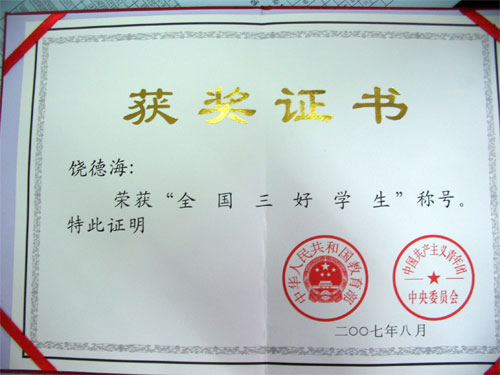 获奖证书
饶德海:
荣获“全国三好学生”称号。
特此证明
中华人民共和国教育部
中国共产主义青年团
中央委员会
二〇〇七年八月